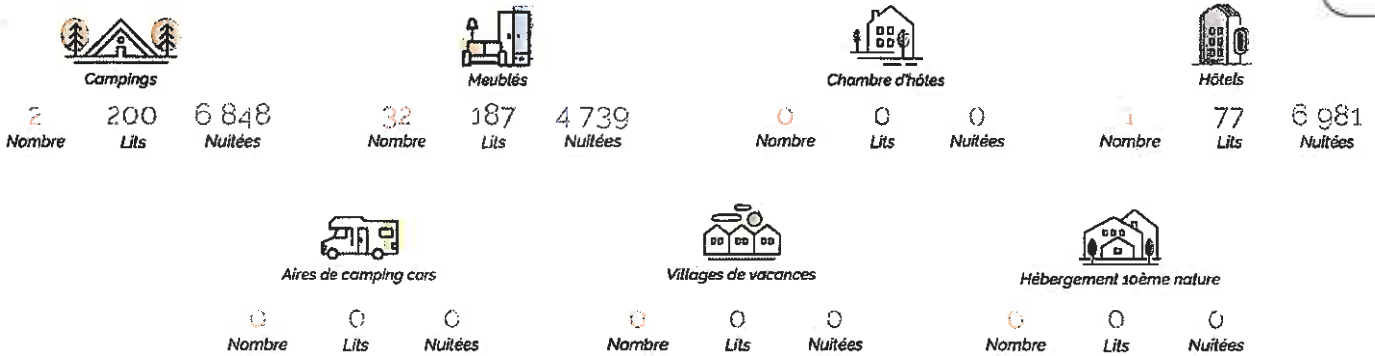 Campings Meublés Chambre d'hôtes Hôtels
2 200 6 848 32 187 4 739 0 0 0 1 77 6 981
Nombre Lits Nuitées Nombre Lits Nuitées Nombre Lits Nuitées Nombre Lits Nuitées
Aires de camping cars Villages de vacances Hébergement 10ème nature
0 0 0 0 0 0 0 0 0
Nombre Lits Nuitées Nombre Lits Nuitées Nombre Lits Nuitées